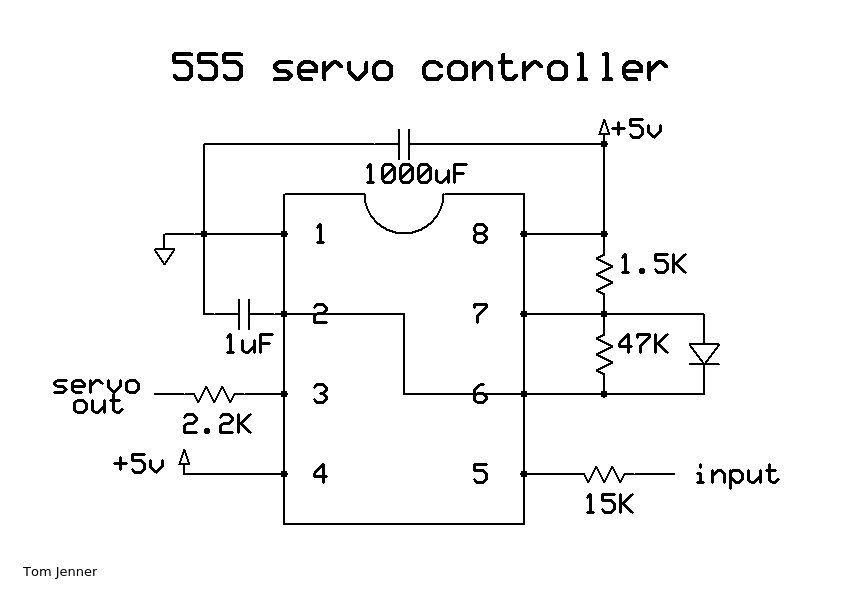 555 servo controller
+5v
1000uF
1
8
1.5K
2
7
1uF
47K
servo
out
3
6
2.2K
+5v
4
5
input
15K
Tom Jenner